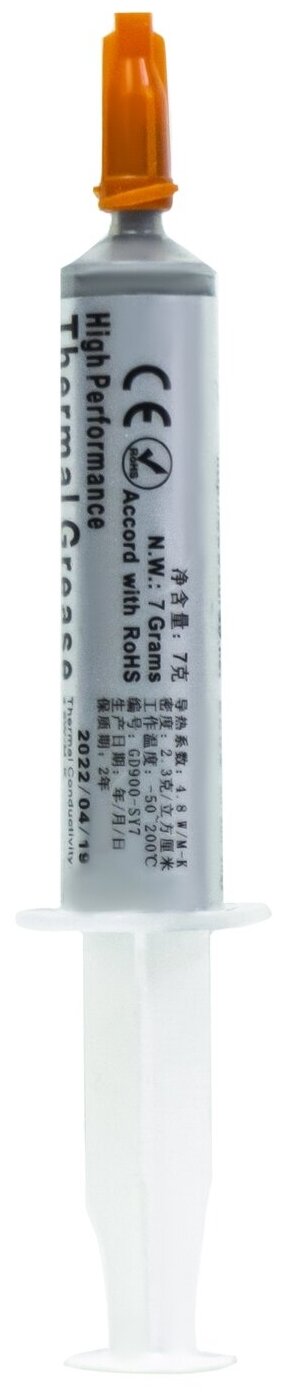 CE
RoHS
Accord with RoHS
High Performance
Thermal Grease
N.W.: 7 Grams
净含量: 7克
导热系数: 4.8 W/M-K
密度: 2.3克/立方厘米
工作温度: -50~200℃
编号: GD900-SY7
生产日期: 年/月/日
保质期: 2年
2022/04/19
Thermal Conductivity